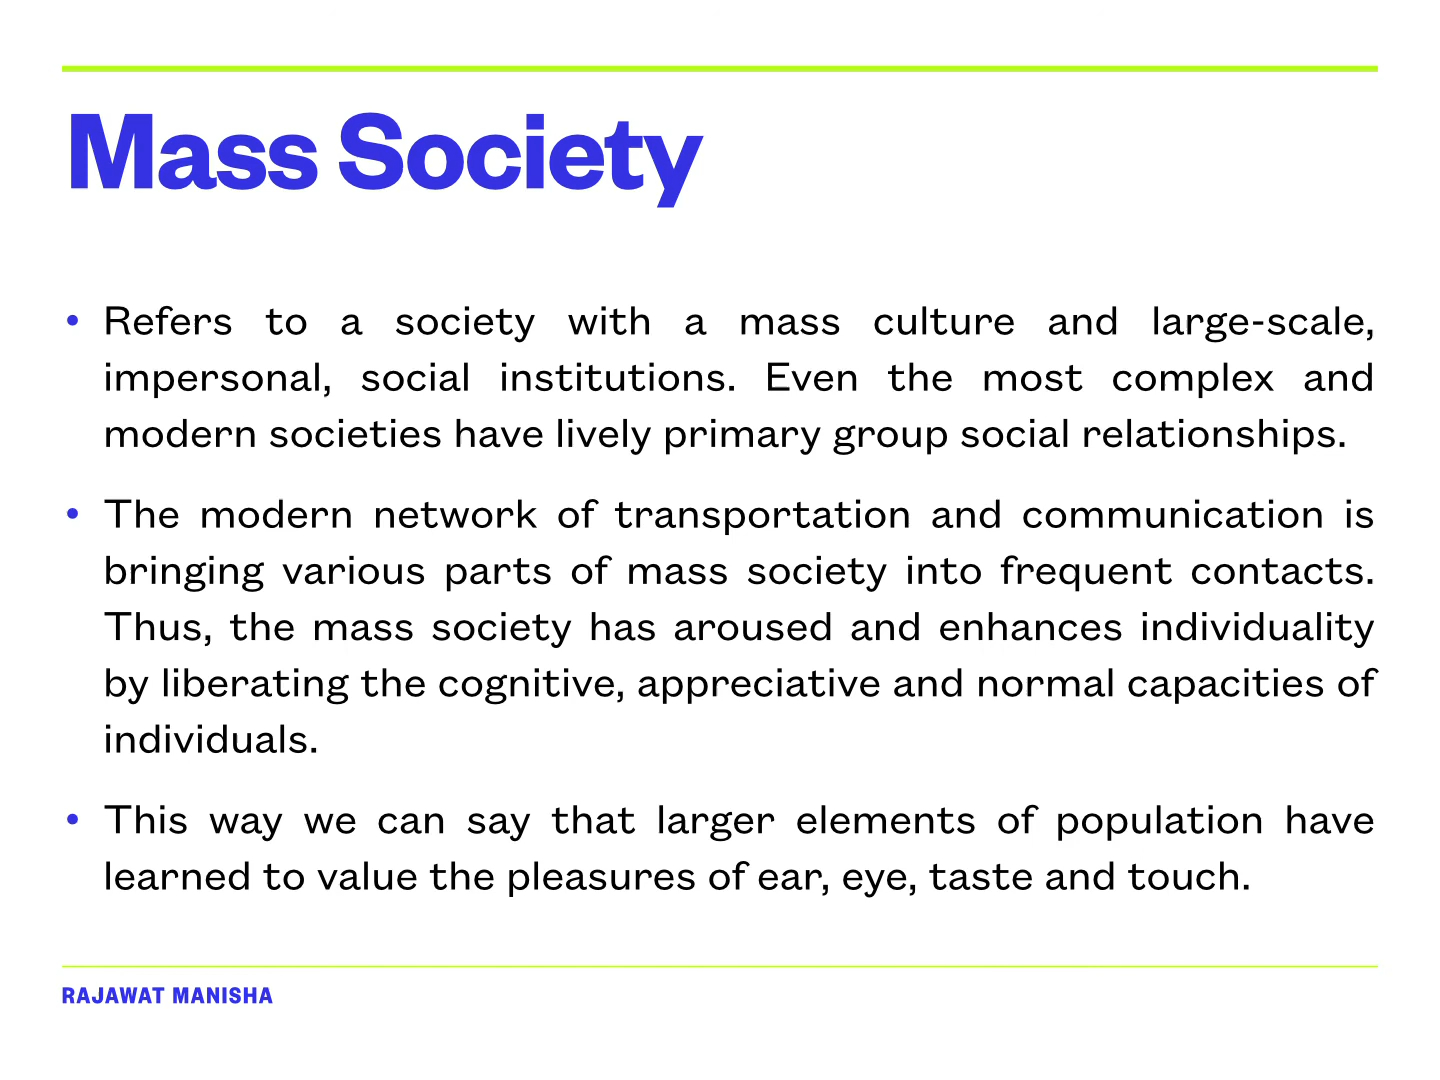 Mass Society
• Refers to a society with a mass culture and large-scale,
impersonal, social institutions. Even the most complex and
modern societies have lively primary group social relationships.
• The modern network of transportation and communication is
bringing various parts of mass society into frequent contacts.
Thus, the mass society has aroused and enhances individuality
by liberating the cognitive, appreciative and normal capacities of
individuals.
• This way we can say that larger elements of population have
learned to value the pleasures of ear, eye, taste and touch.
RAJAWAT MANISHA